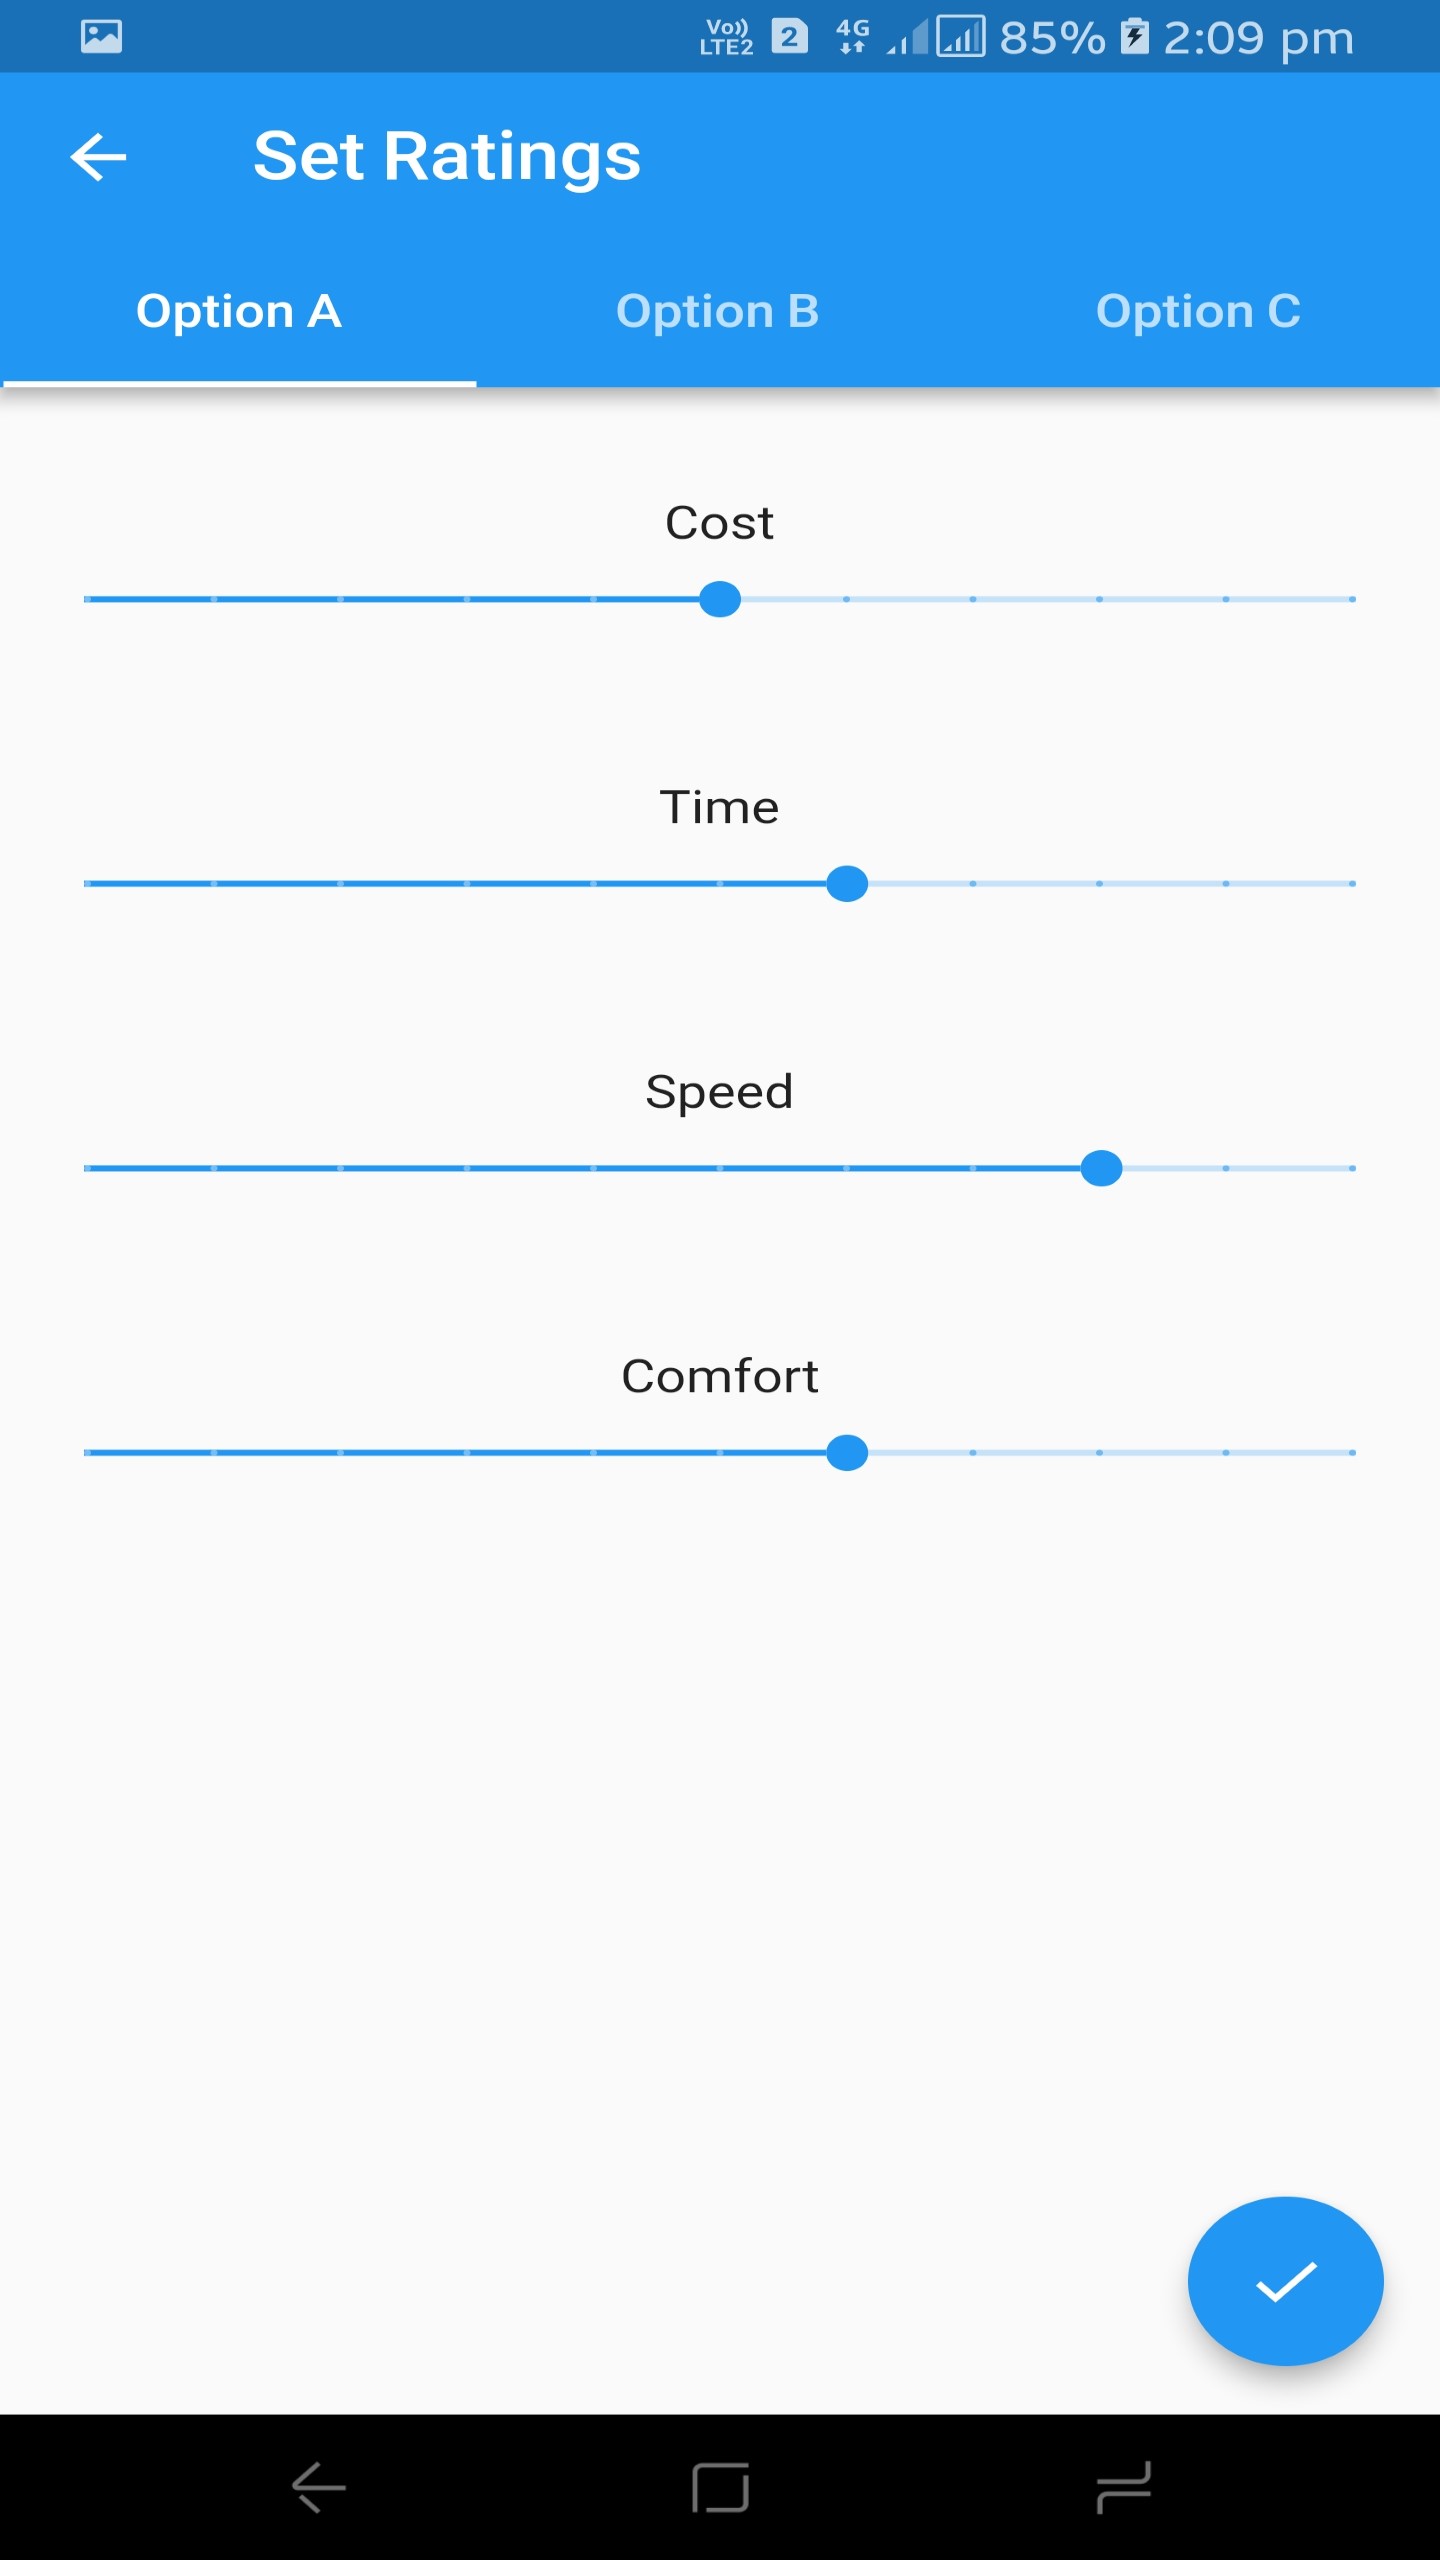 Vo)) LTE2 2 4G 85% 2:09 pm
Set Ratings
Option A Option B Option C
Cost
Time
Speed
Comfort